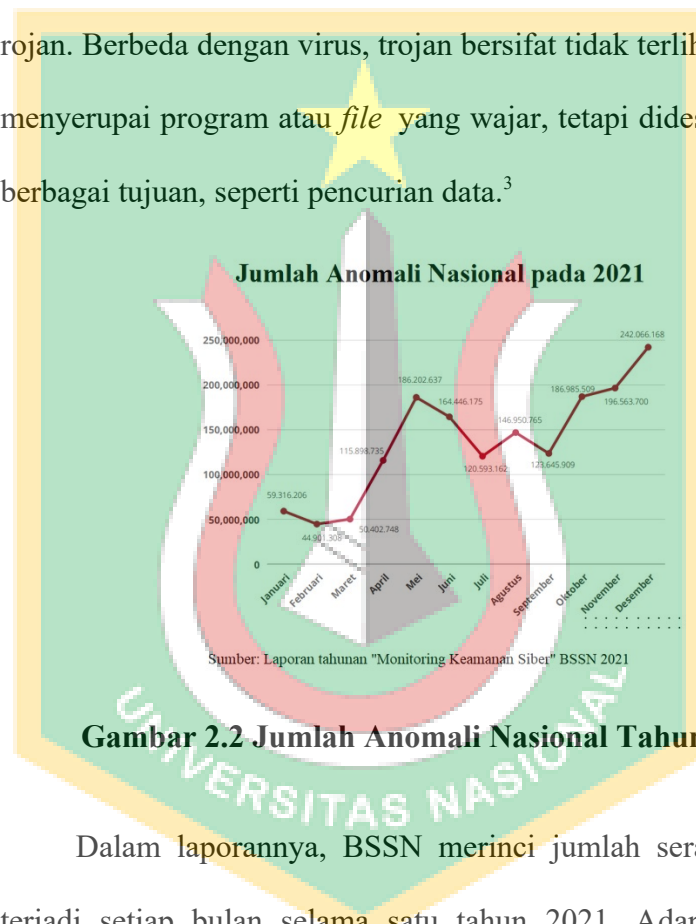 rojan. Berbeda dengan virus, trojan bersifat tidak terlih
menyerupai program atau file yang wajar, tetapi dides
berbagai tujuan, seperti pencurian data.3
Jumlah Anomali Nasional pada 2021
250,000,000
200,000,000
150,000,000
100,000,000
50,000,000
0
59.316.206
44.901.308
50.402.748
115.898.735
186.202.637
164.446.175
120.593.162
146.950.765
123.645.909
186.985.509
196.563.700
242.066.168
Januari
Februari
Maret
April
Mei
Juni
Juli
Agustus
September
Oktober
November
Desember
Sumber: Laporan tahunan "Monitoring Keamanan Siber" BSSN 2021
Gambar 2.2 Jumlah Anomali Nasional Tahun
UNIVERSITAS NASIONAL
Dalam laporannya, BSSN merinci jumlah sera
terjadi setiap bulan selama satu tahun 2021. Adan